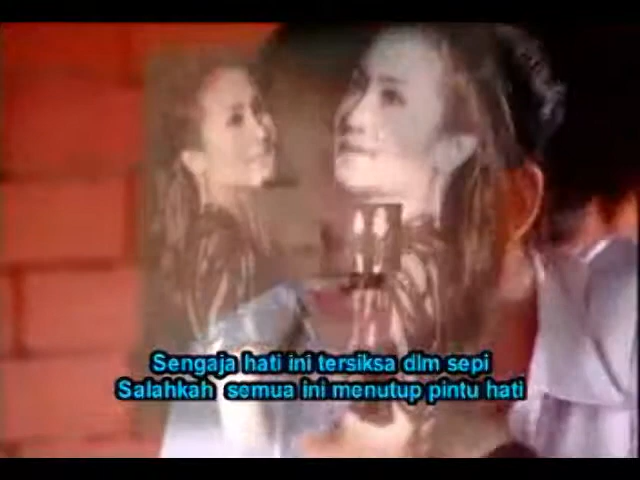 Sengaja hati ini tersiksa dlm sepi
Salahkah semua ini menutup pintu hati